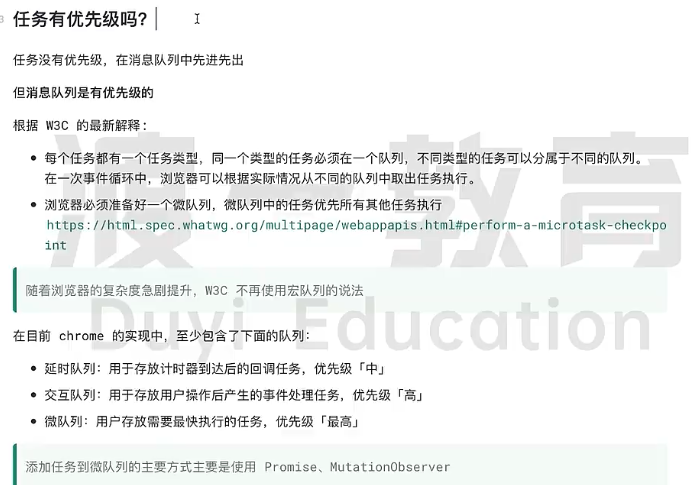 任务有优先级吗?
任务没有优先级，在消息队列中先进先出
但消息队列是有优先级的
根据 W3C 的最新解释：
每个任务都有一个任务类型，同一个类型的任务必须在一个队列，不同类型的任务可以分属于不同的队列。
在一次事件循环中，浏览器可以根据实际情况从不同的队列中取出任务执行。
浏览器必须准备好一个微队列，微队列中的任务优先所有其他任务执行
https://html.spec.whatwg.org/multipage/webappapis.html#perform-a-microtask-checkpo
int
渡一教育
随着浏览器的复杂度急剧提升，W3C 不再使用宏队列的说法
Duyi Education
在目前 chrome 的实现中，至少包含了下面的队列：
延时队列：用于存放计时器到达后的回调任务，优先级「中」
交互队列：用于存放用户操作后产生的事件处理任务，优先级「高」
微队列：用户存放需要最快执行的任务，优先级「最高」
添加任务到微队列的主要方式主要是使用 Promise、MutationObserver